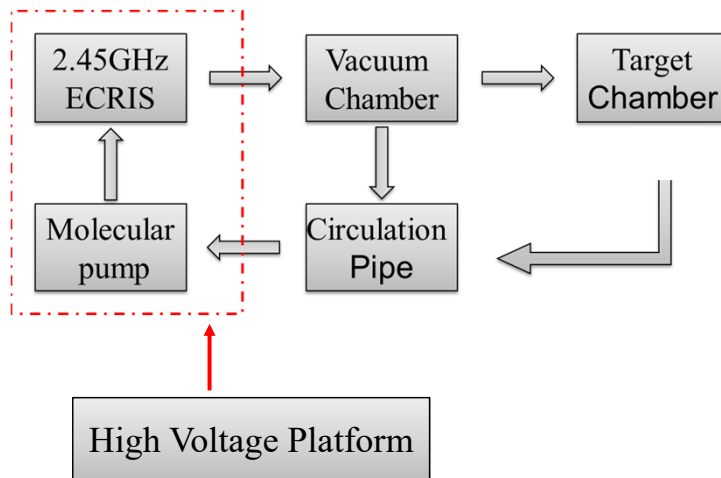 2.45GHz
ECRIS
Vacuum
Chamber
Target
Chamber
Molecular
pump
Circulation
Pipe
High Voltage Platform